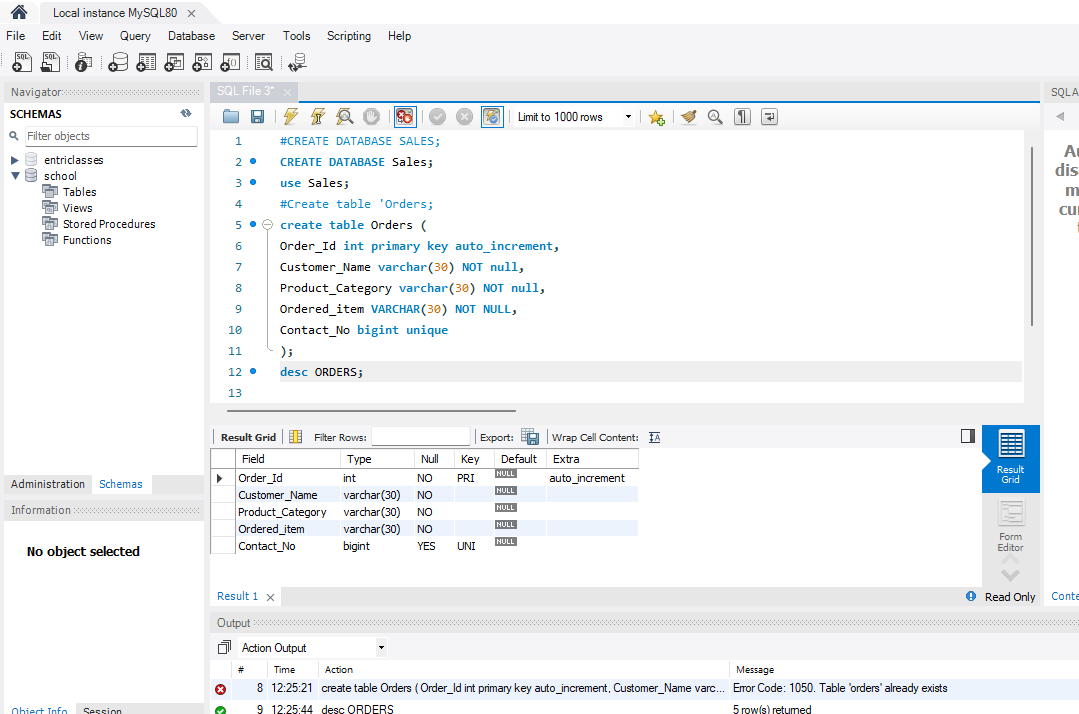 Local instance MySQL80
File Edit View Query Database Server Tools Scripting Help
Navigator
SCHEMAS
Filter objects
entriclasses
school
Tables
Views
Stored Procedures
Functions
Administration Schemas
Information
No object selected
Object Info Session
SQL File 3*
Limit to 1000 rows
1 #CREATE DATABASE SALES;
2 CREATE DATABASE Sales;
3 use Sales;
4 #Create table 'Orders;
5 create table Orders (
6 Order_Id int primary key auto_increment,
7 Customer_Name varchar(30) NOT null,
8 Product_Category varchar(30) NOT null,
9 Ordered_item VARCHAR(30) NOT NULL,
10 Contact_No bigint unique
11 );
12 desc ORDERS;
13
Result Grid Filter Rows: Export: Wrap Cell Content:
Field Type Null Key Default Extra
Order_Id int NO PRI NULL auto_increment
Customer_Name varchar(30) NO NULL
Product_Category varchar(30) NO NULL
Ordered_item varchar(30) NO NULL
Contact_No bigint YES UNI NULL
Result Grid
Form Editor
Result 1
Read Only
Output
Action Output
# Time Action Message
8 12:25:21 create table Orders ( Order_Id int primary key auto_increment, Customer_Name varc... Error Code: 1050. Table 'orders' already exists
9 12:25:44 desc ORDERS 5 row(s) returned